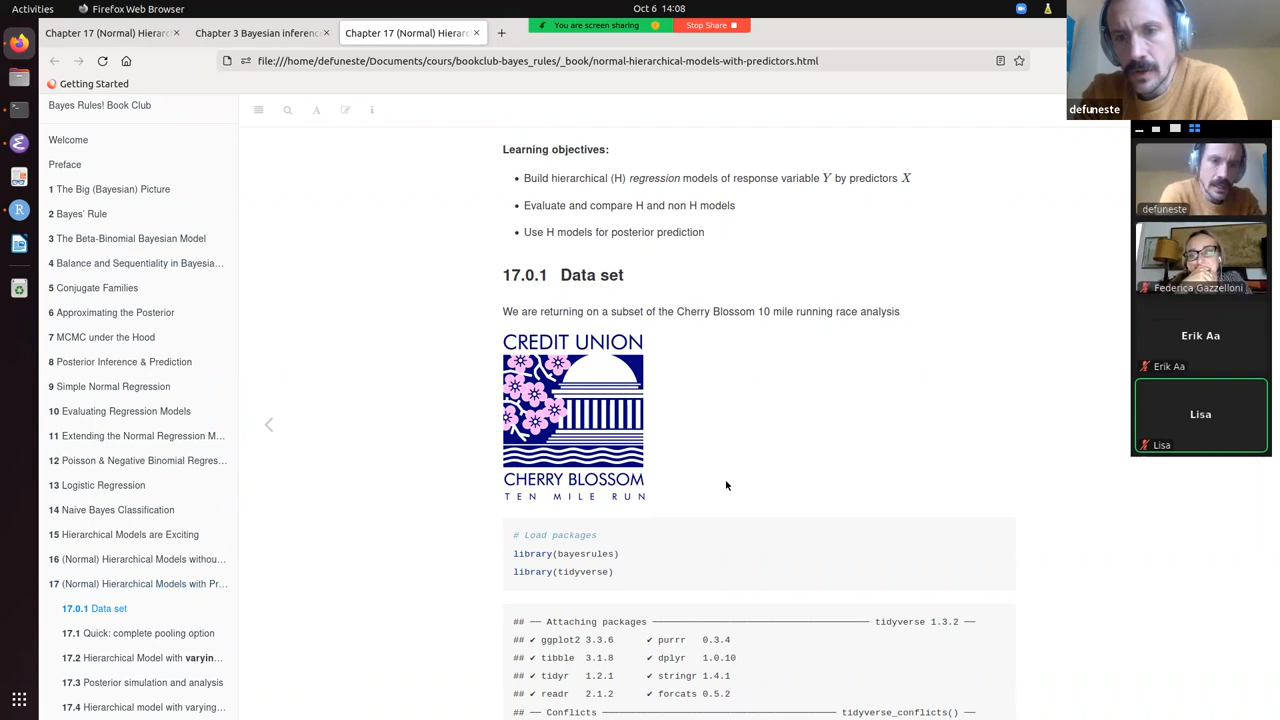 Activities
Firefox Web Browser
Oct 6 14:08
You are screen sharing
Stop Share
Chapter 17 (Normal) Hierarc
Chapter 3 Bayesian inferenc
Chapter 17 (Normal) Hierarc
file:///home/defuneste/Documents/cours/bookclub-bayes_rules/_book/normal-hierarchical-models-with-predictors.html
Getting Started
Bayes Rules! Book Club
Welcome
Preface
1 The Big (Bayesian) Picture
2 Bayes' Rule
3 The Beta-Binomial Bayesian Model
4 Balance and Sequentiality in Bayesia…
5 Conjugate Families
6 Approximating the Posterior
7 MCMC under the Hood
8 Posterior Inference & Prediction
9 Simple Normal Regression
10 Evaluating Regression Models
11 Extending the Normal Regression M…
12 Poisson & Negative Binomial Regres…
13 Logistic Regression
14 Naive Bayes Classification
15 Hierarchical Models are Exciting
16 (Normal) Hierarchical Models withou…
17 (Normal) Hierarchical Models with Pr…
17.0.1 Data set
17.1 Quick: complete pooling option
17.2 Hierarchical Model with varyin…
17.3 Posterior simulation and analysis
17.4 Hierarchical model with varying…
Learning objectives:
• Build hierarchical (H) regression models of response variable Y by predictors X
• Evaluate and compare H and non H models
• Use H models for posterior prediction
17.0.1 Data set
We are returning on a subset of the Cherry Blossom 10 mile running race analysis
CREDIT UNION
CHERRY BLOSSOM
TEN MILE RUN
# Load packages
library(bayesrules)
library(tidyverse)
## ── Attaching packages ─────────────────────────────────────── tidyverse 1.3.2 ──
## ✔ ggplot2 3.3.6 ✔ purrr 0.3.4
## ✔ tibble 3.1.8 ✔ dplyr 1.0.10
## ✔ tidyr 1.2.1 ✔ stringr 1.4.1
## ✔ readr 2.1.2 ✔ forcats 0.5.2
## ── Conflicts ────────────────────────────────────────── tidyverse_conflicts() ──
defuneste
defuneste
Federica Gazzelloni
Erik Aa
Erik Aa
Lisa
Lisa